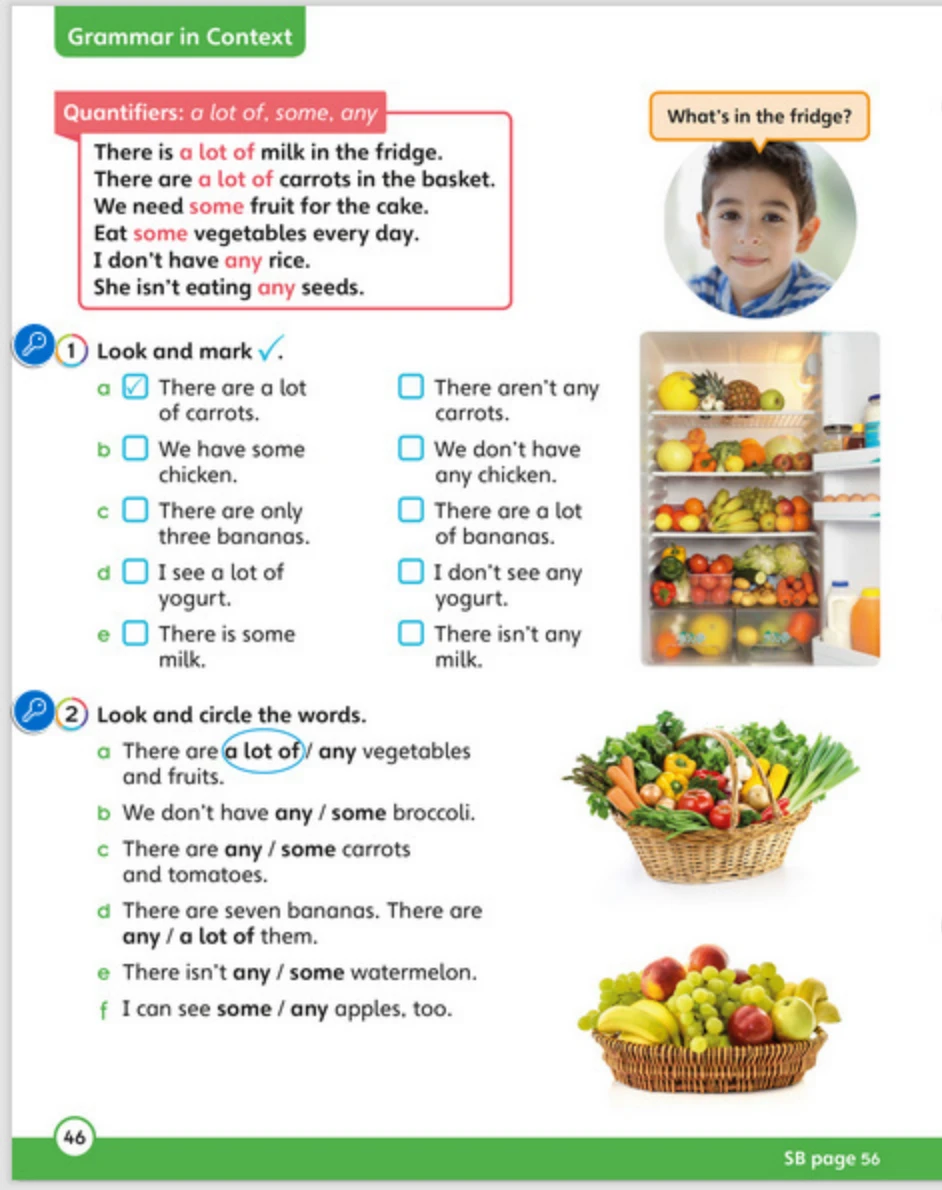 Grammar in Context
Quantifiers: a lot of, some, any
There is a lot of milk in the fridge.
There are a lot of carrots in the basket.
We need some fruit for the cake.
Eat some vegetables every day.
I don't have any rice.
She isn't eating any seeds.
What's in the fridge?
1 Look and mark ✓.
a ☑ There are a lot
of carrots.
☐ There aren't any
carrots.
b ☐ We have some
chicken.
☐ We don't have
any chicken.
c ☐ There are only
three bananas.
☐ There are a lot
of bananas.
d ☐ I see a lot of
yogurt.
☐ I don't see any
yogurt.
e ☐ There is some
milk.
☐ There isn't any
milk.
2 Look and circle the words.
a There are a lot of / any vegetables
and fruits.
b We don't have any / some broccoli.
c There are any / some carrots
and tomatoes.
d There are seven bananas. There are
any / a lot of them.
e There isn't any / some watermelon.
f I can see some / any apples, too.
46
SB page 56